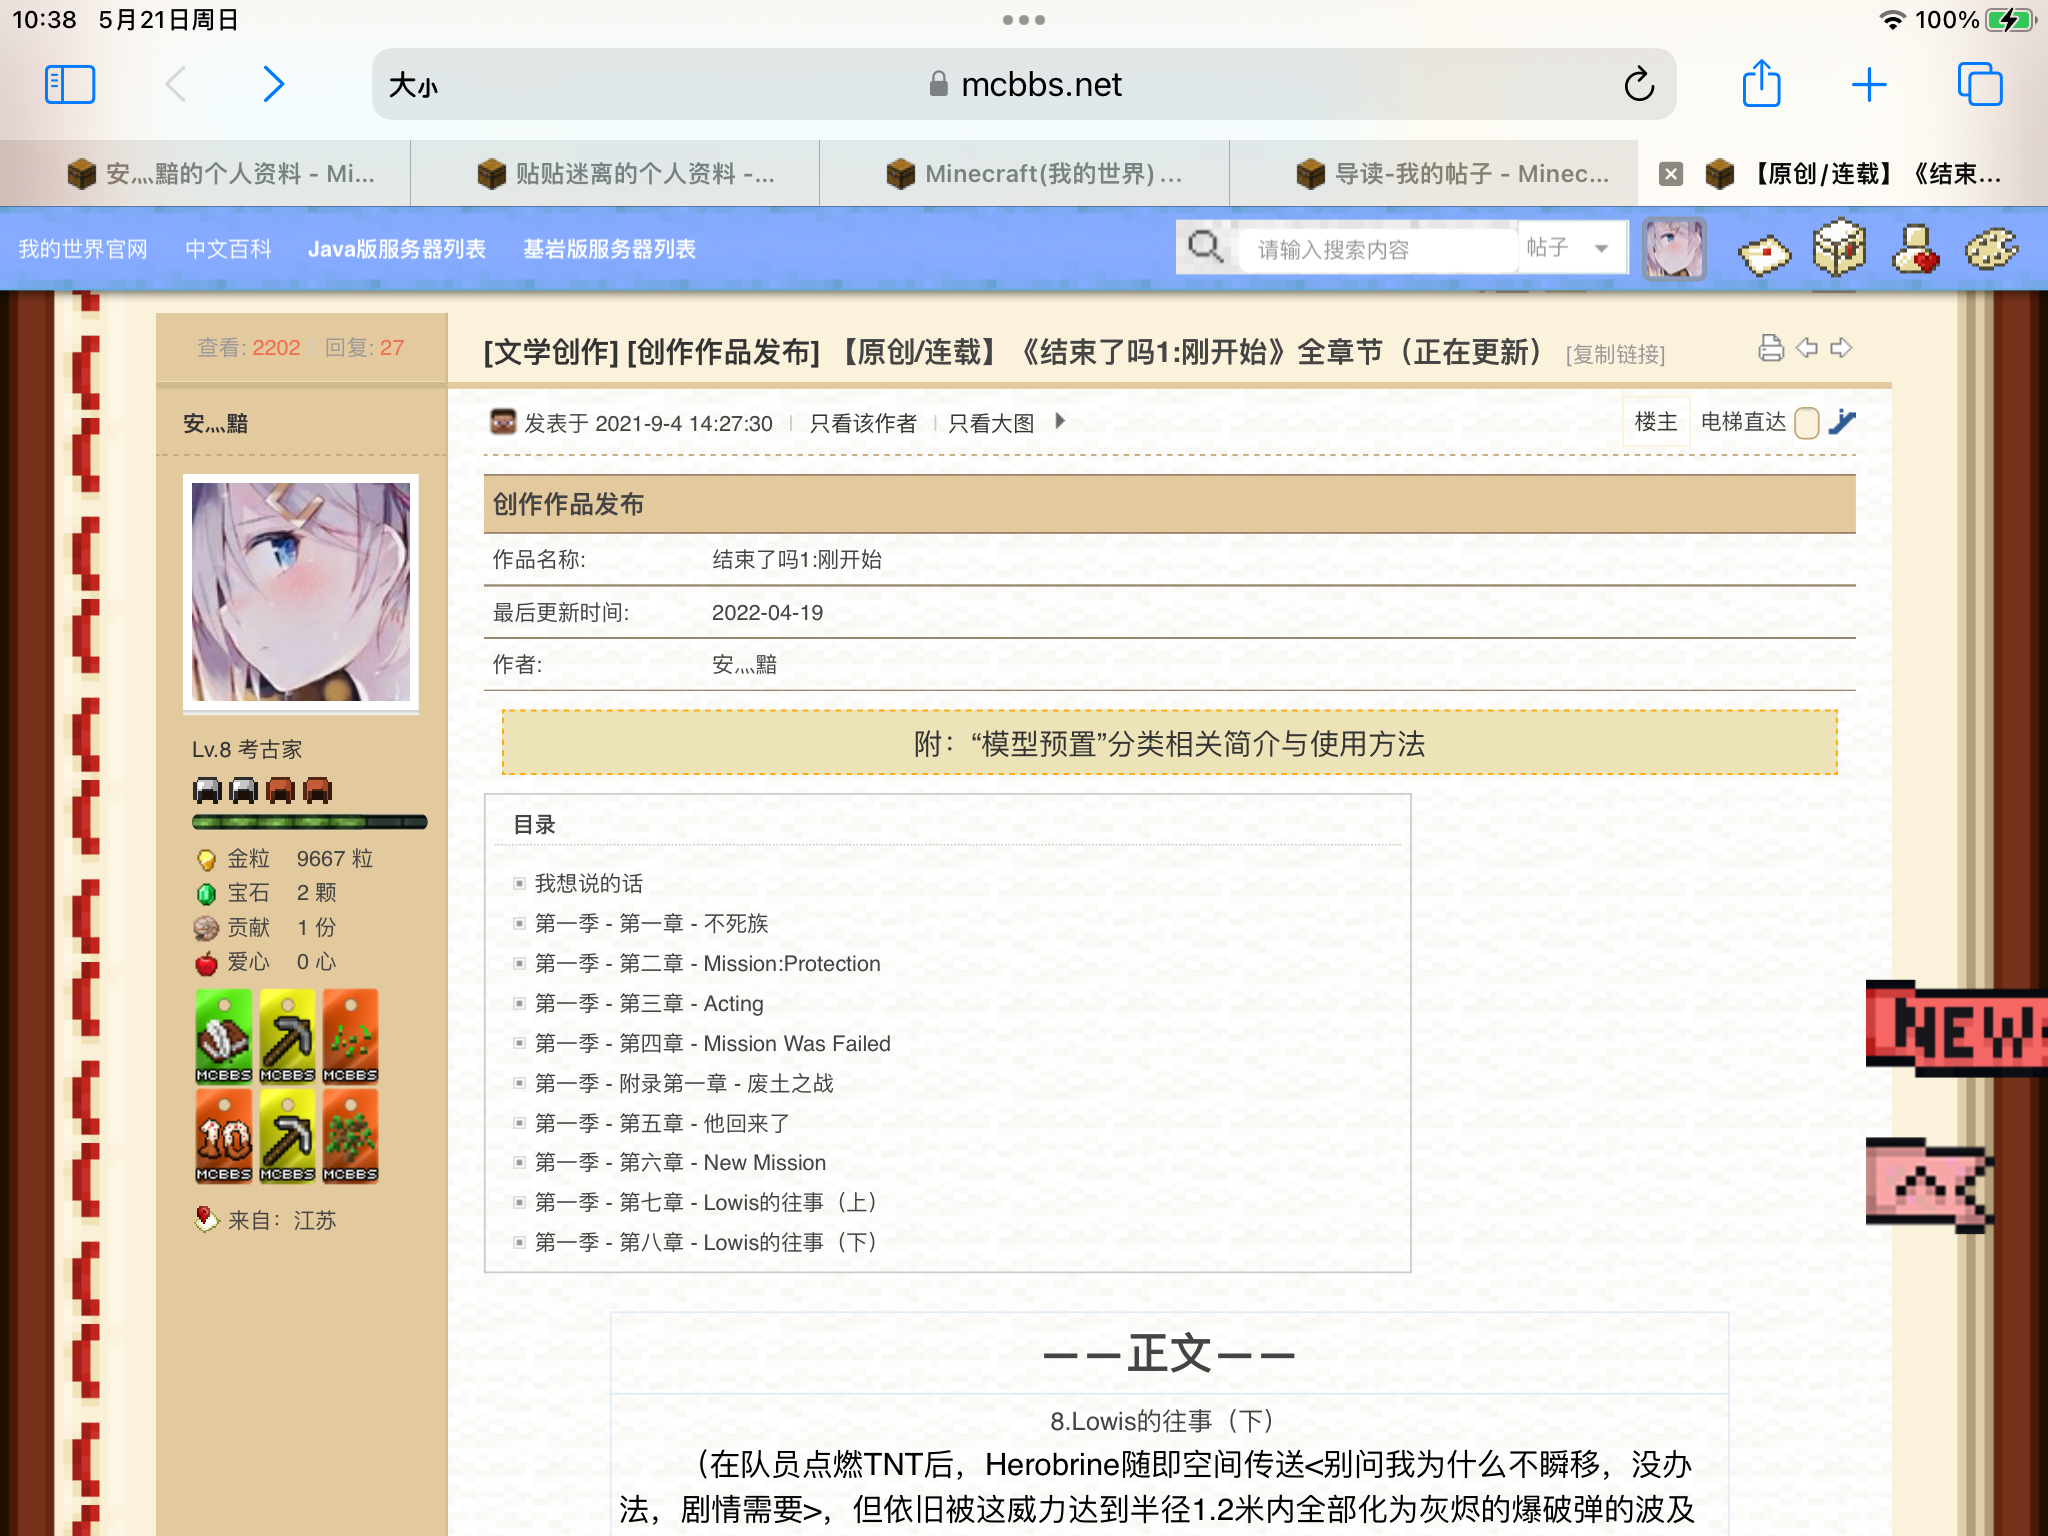 10:38 5月21日周日
100%
大小
mcbbs.net
安灬黯的个人资料 - Mi...
贴贴迷离的个人资料 -...
Minecraft(我的世界) ...
导读-我的帖子 - Minec...
【原创/连载】《结束...
我的世界官网 中文百科 Java版服务器列表 基岩版服务器列表
请输入搜索内容 帖子
查看: 2202 | 回复: 27
[文学创作] [创作作品发布] 【原创/连载】《结束了吗1:刚开始》全章节（正在更新） [复制链接]
安灬黯
发表于 2021-9-4 14:27:30 | 只看该作者 | 只看大图
楼主 电梯直达
创作作品发布
作品名称: 结束了吗1:刚开始
最后更新时间: 2022-04-19
作者: 安灬黯
附：“模型预置”分类相关简介与使用方法
Lv.8 考古家
金粒 9667 粒
宝石 2 颗
贡献 1 份
爱心 0 心
MCBBS MCBBS MCBBS
10
MCBBS MCBBS MCBBS
来自：江苏
目录
我想说的话
第一季 - 第一章 - 不死族
第一季 - 第二章 - Mission:Protection
第一季 - 第三章 - Acting
第一季 - 第四章 - Mission Was Failed
第一季 - 附录第一章 - 废土之战
第一季 - 第五章 - 他回来了
第一季 - 第六章 - New Mission
第一季 - 第七章 - Lowis的往事（上）
第一季 - 第八章 - Lowis的往事（下）
NEW
——正文——
8.Lowis的往事（下）
（在队员点燃TNT后，Herobrine随即空间传送<别问我为什么不瞬移，没办
法，剧情需要>，但依旧被这威力达到半径1.2米内全部化为灰烬的爆破弹的波及